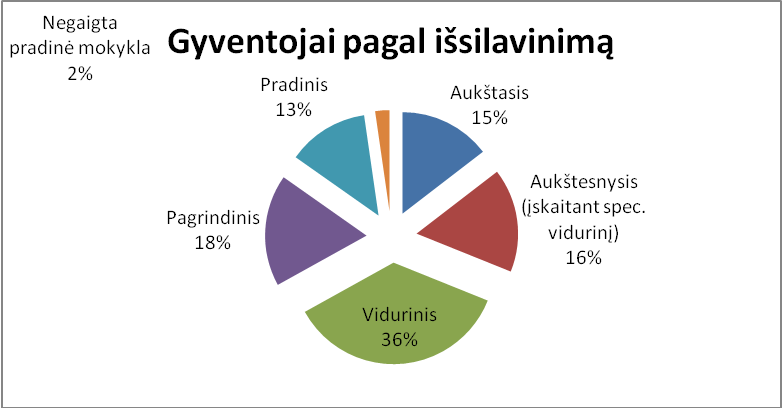 Gyventojai pagal išsilavinimą
Negaigta
pradinė mokykla
2%
Pradinis
13%
Aukštasis
15%
Aukštesnysis
(įskaitant spec.
vidurinį)
16%
Pagrindinis
18%
Vidurinis
36%